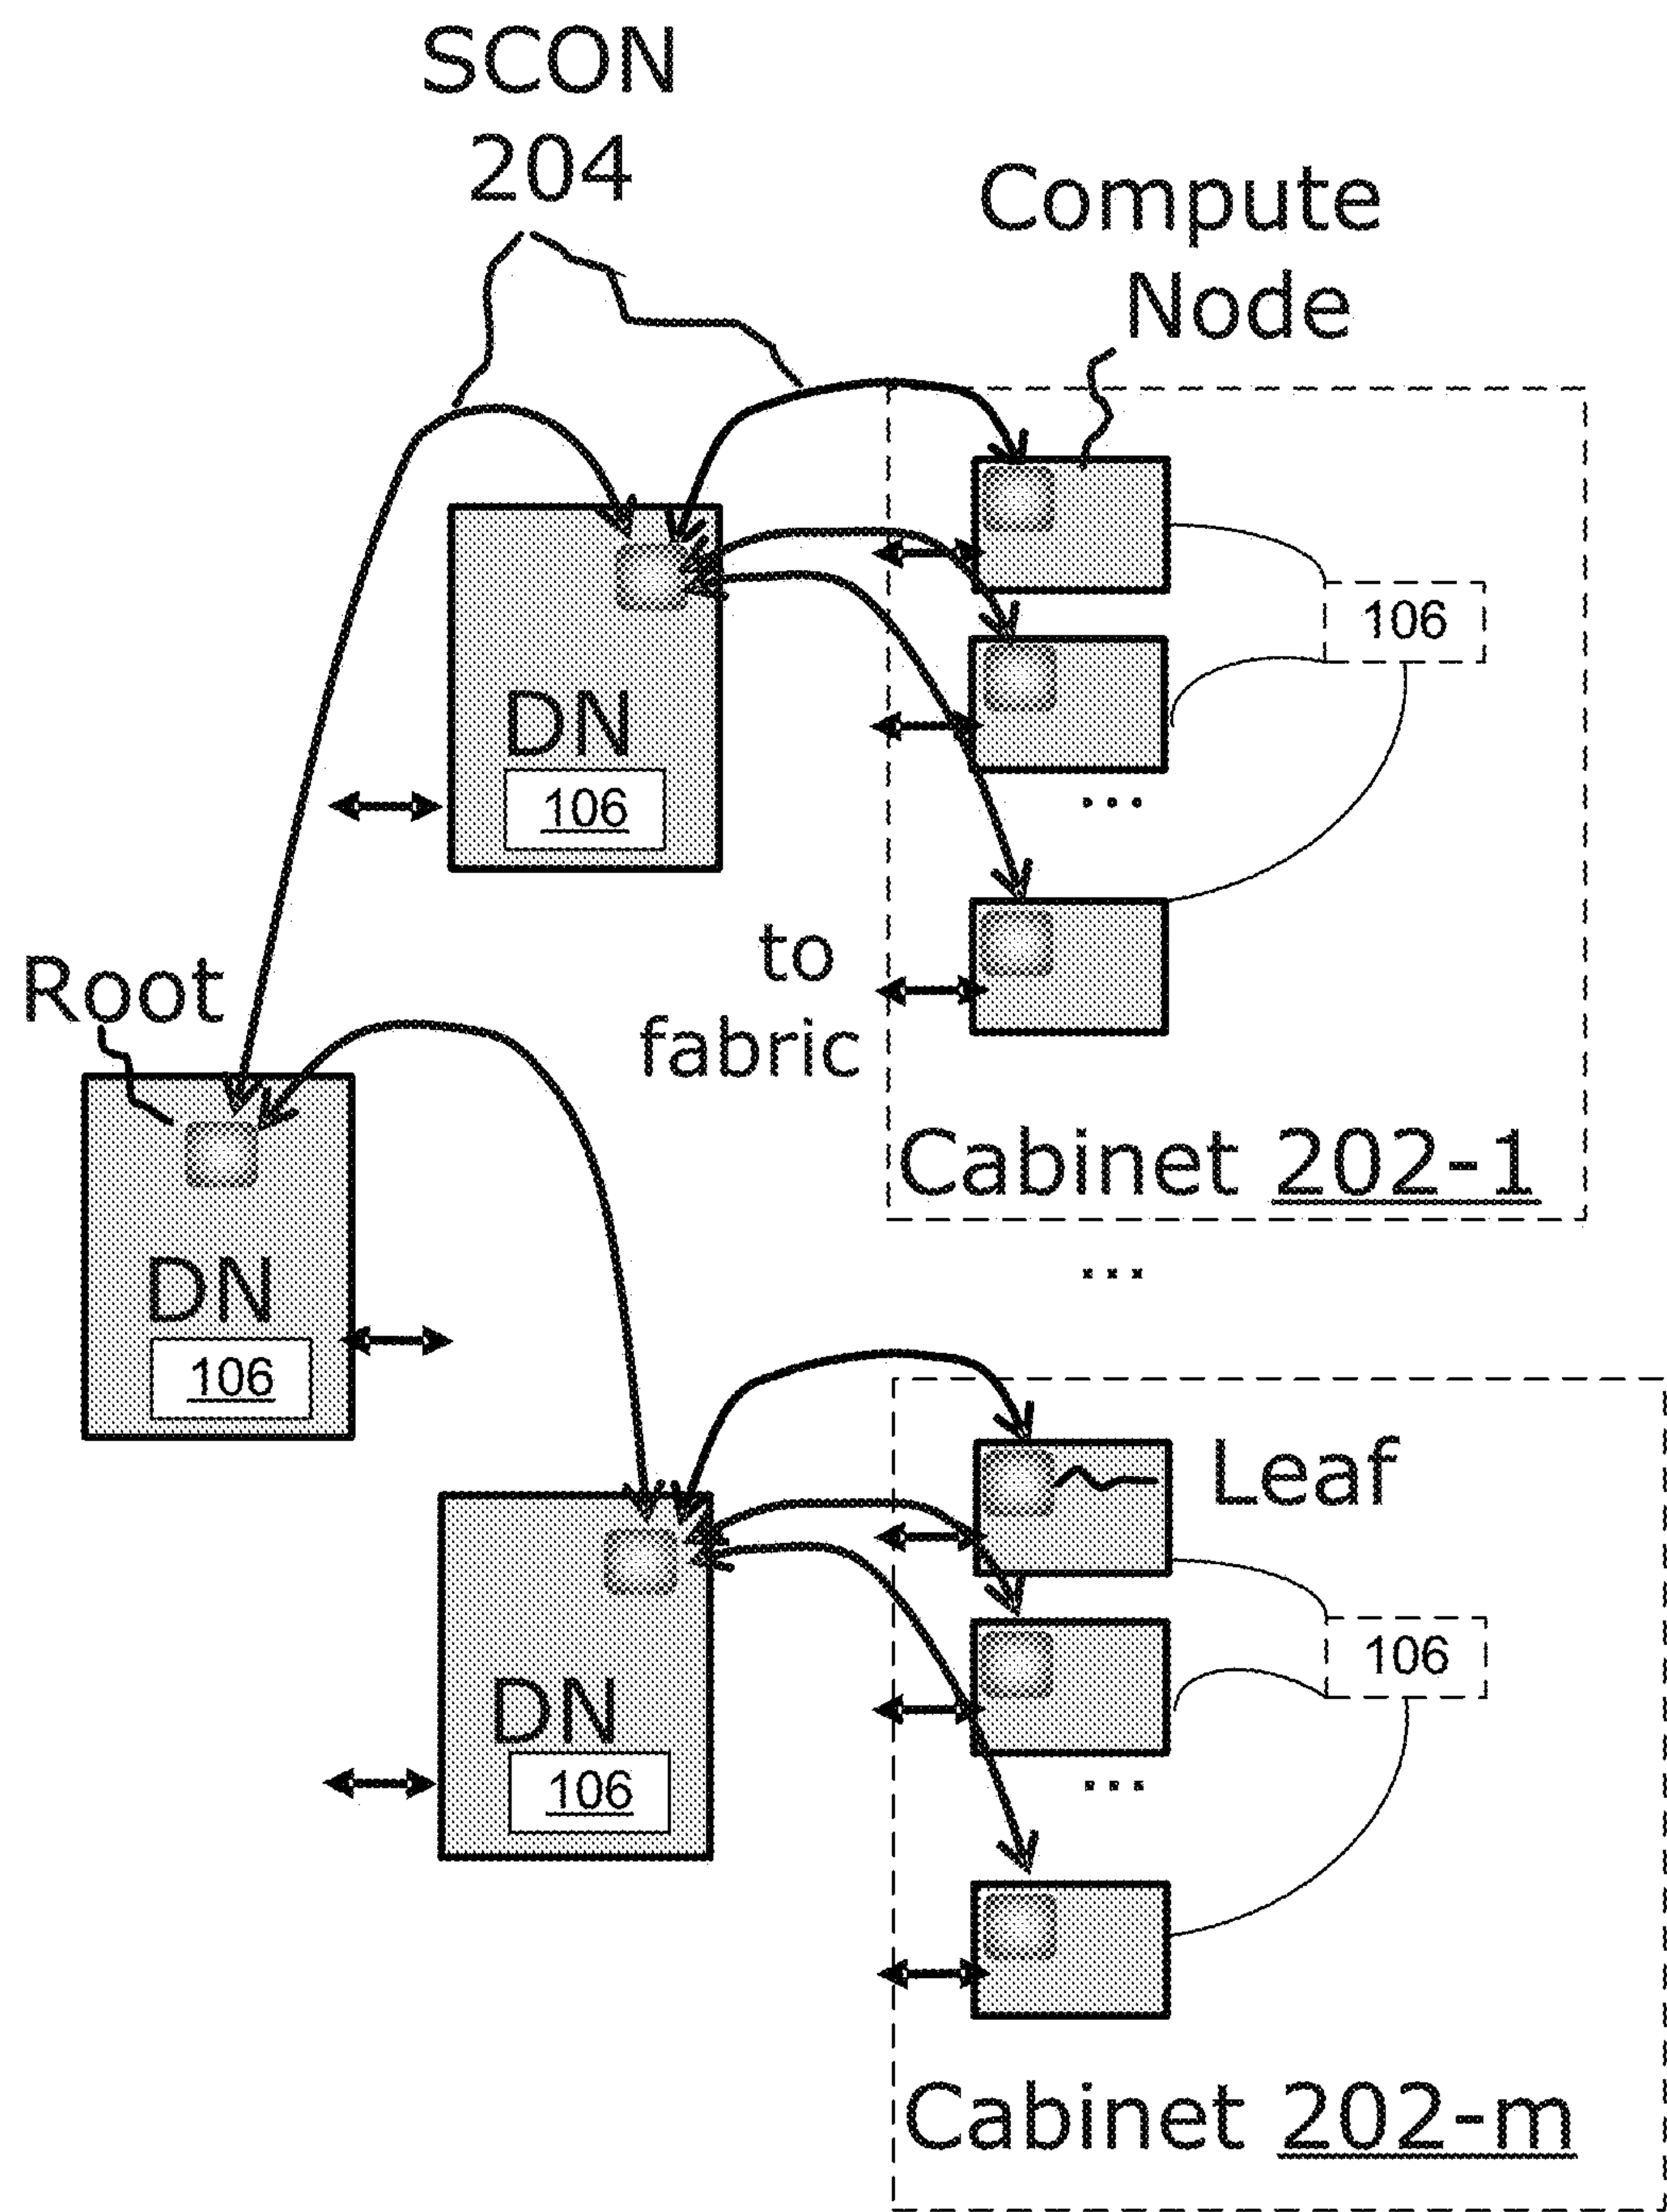 SCON
204
Compute
Node
106
DN
106
to
fabric
Root
Cabinet 202-1
...
DN
106
Leaf
106
DN
106
...
Cabinet 202-m